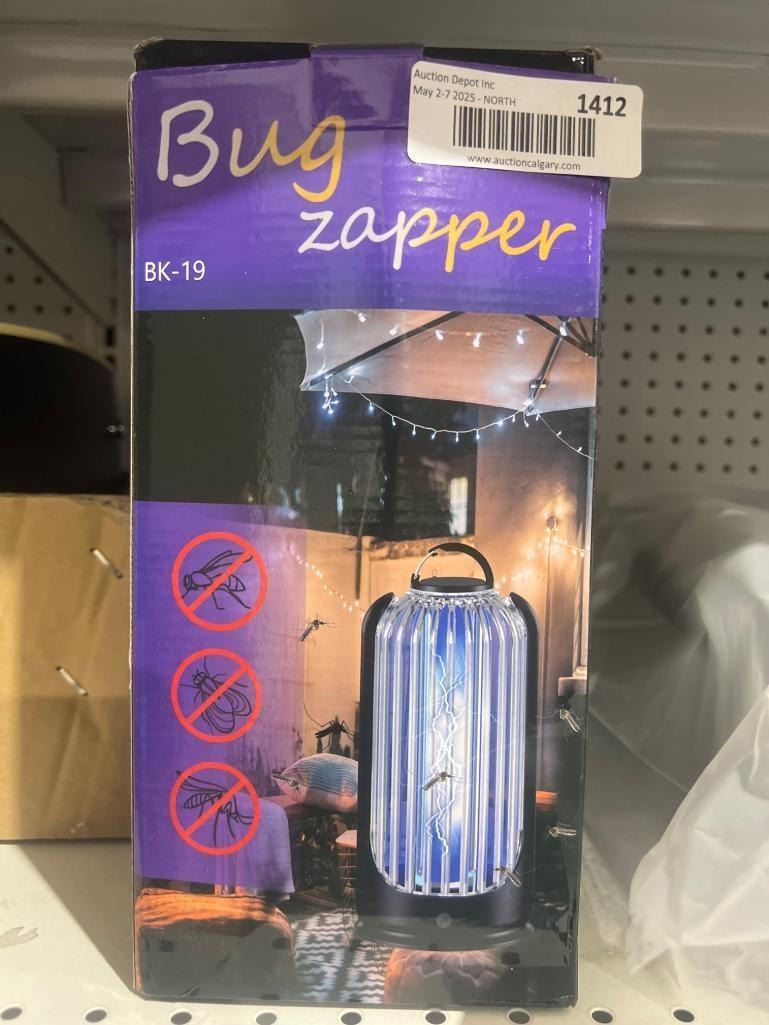 Auction Depot Inc
May 2-7 2025 - NORTH
1412
www.auctioncalgary.com
Bug
zapper
BK-19